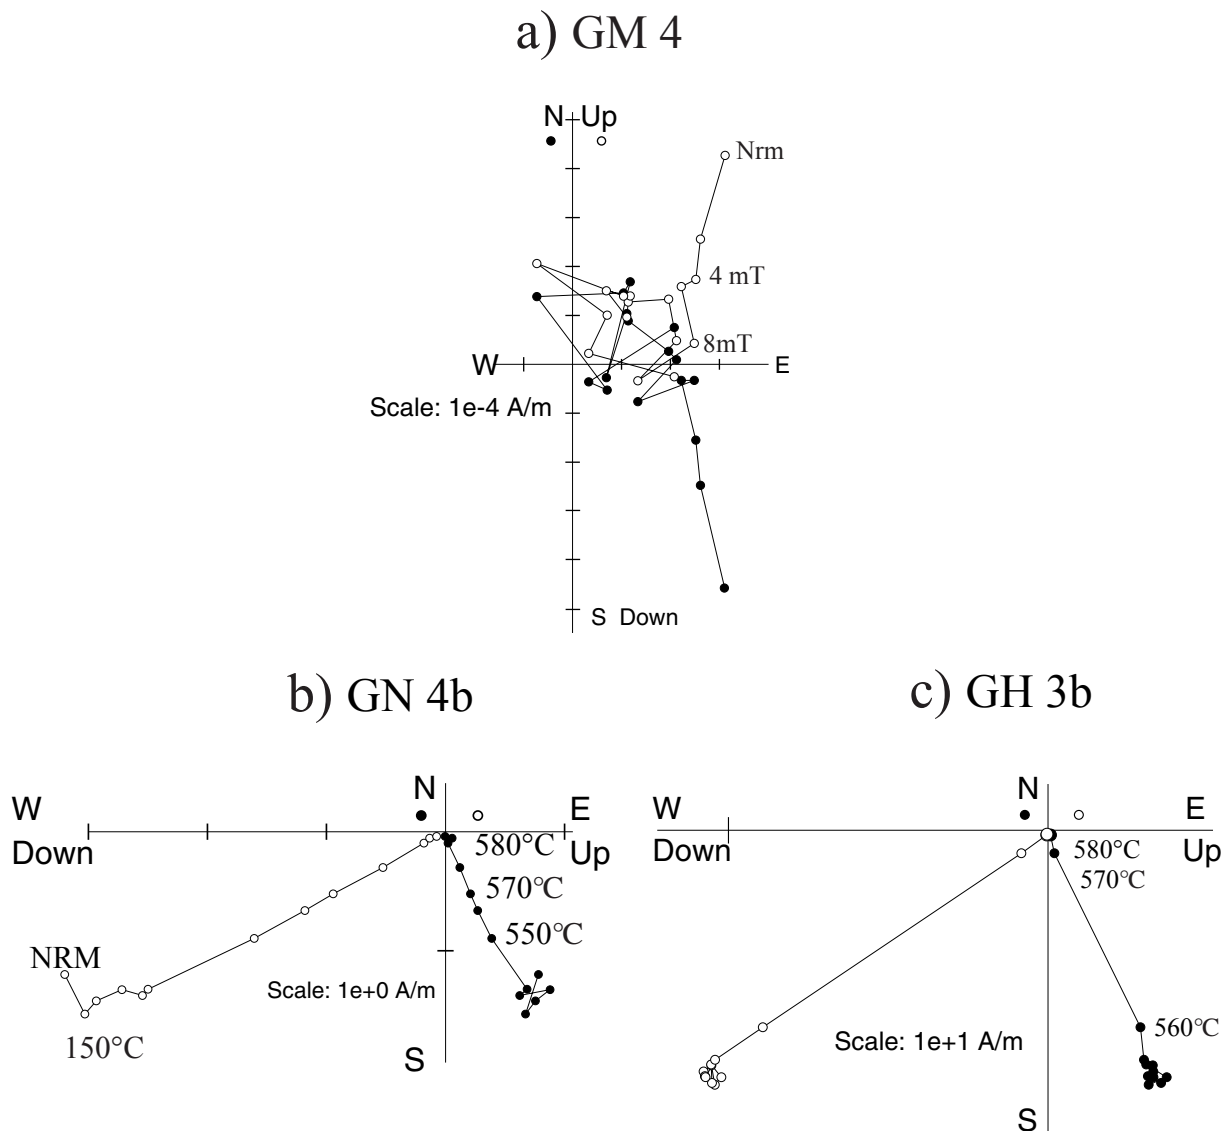 a) GM 4
N Up
Nrm
4 mT
8mT
W E
Scale: 1e-4 A/m
S Down
b) GN 4b
N
W E
Down Up
580°C
570°C
550°C
NRM
Scale: 1e+0 A/m
150°C
S
c) GH 3b
N
W E
Down Up
580°C
570°C
560°C
Scale: 1e+1 A/m
S